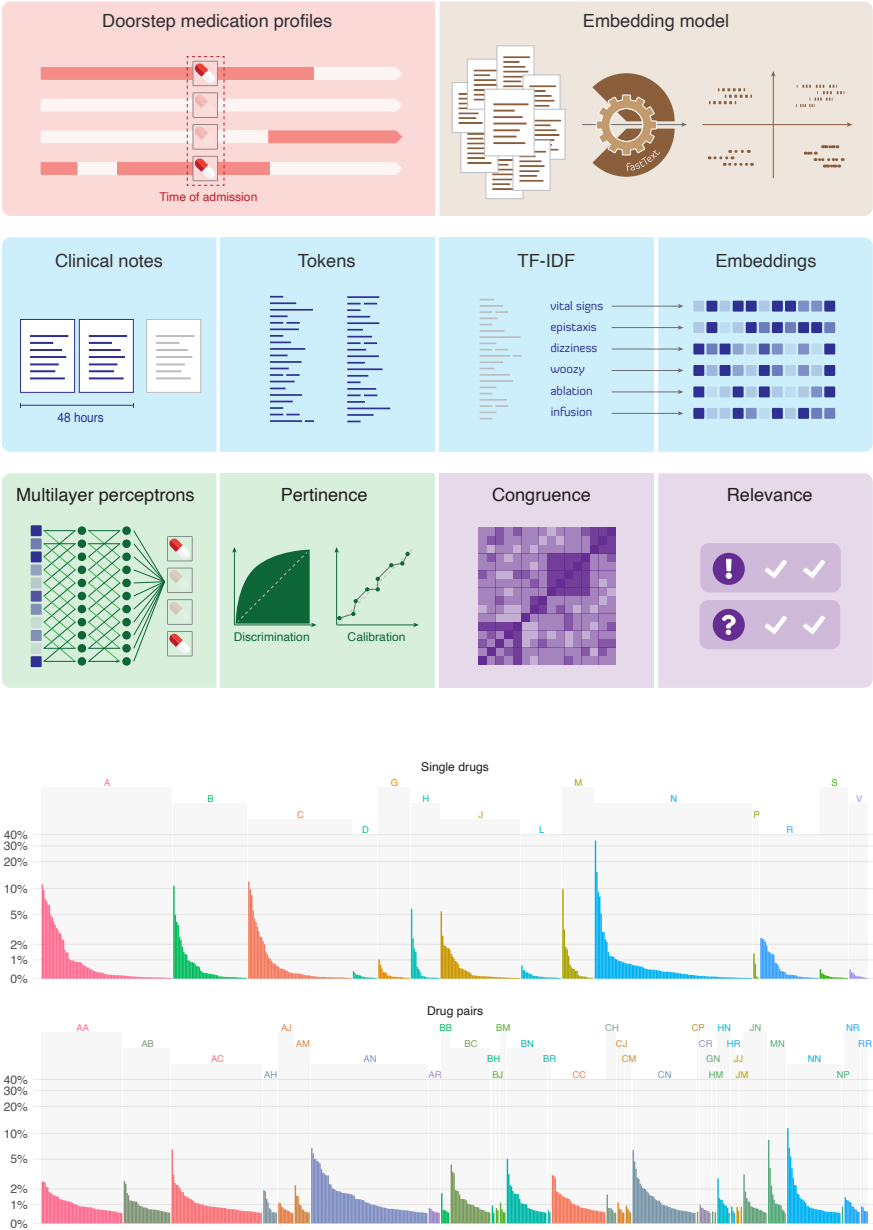 Doorstep medication profiles
Embedding model
Time of admission
fastText
Clinical notes
Tokens
TF-IDF
Embeddings
48 hours
vital signs
epistaxis
dizziness
woozy
ablation
infusion
Multilayer perceptrons
Pertinence
Congruence
Relevance
!
?
Discrimination
Calibration
Single drugs
A
G
M
S
B
H
N
V
C
J
P
D
L
R
40%
30%
20%
10%
5%
2%
1%
0%
Drug pairs
AA
AJ
BB
BM
CH
CP
HN
JN
NR
AB
AM
BC
BN
CJ
CR
HR
MN
RR
AC
AN
BH
BR
CM
GN
JJ
NN
AH
AR
BJ
CC
CN
HM
JM
NP
40%
30%
20%
10%
5%
2%
1%
0%